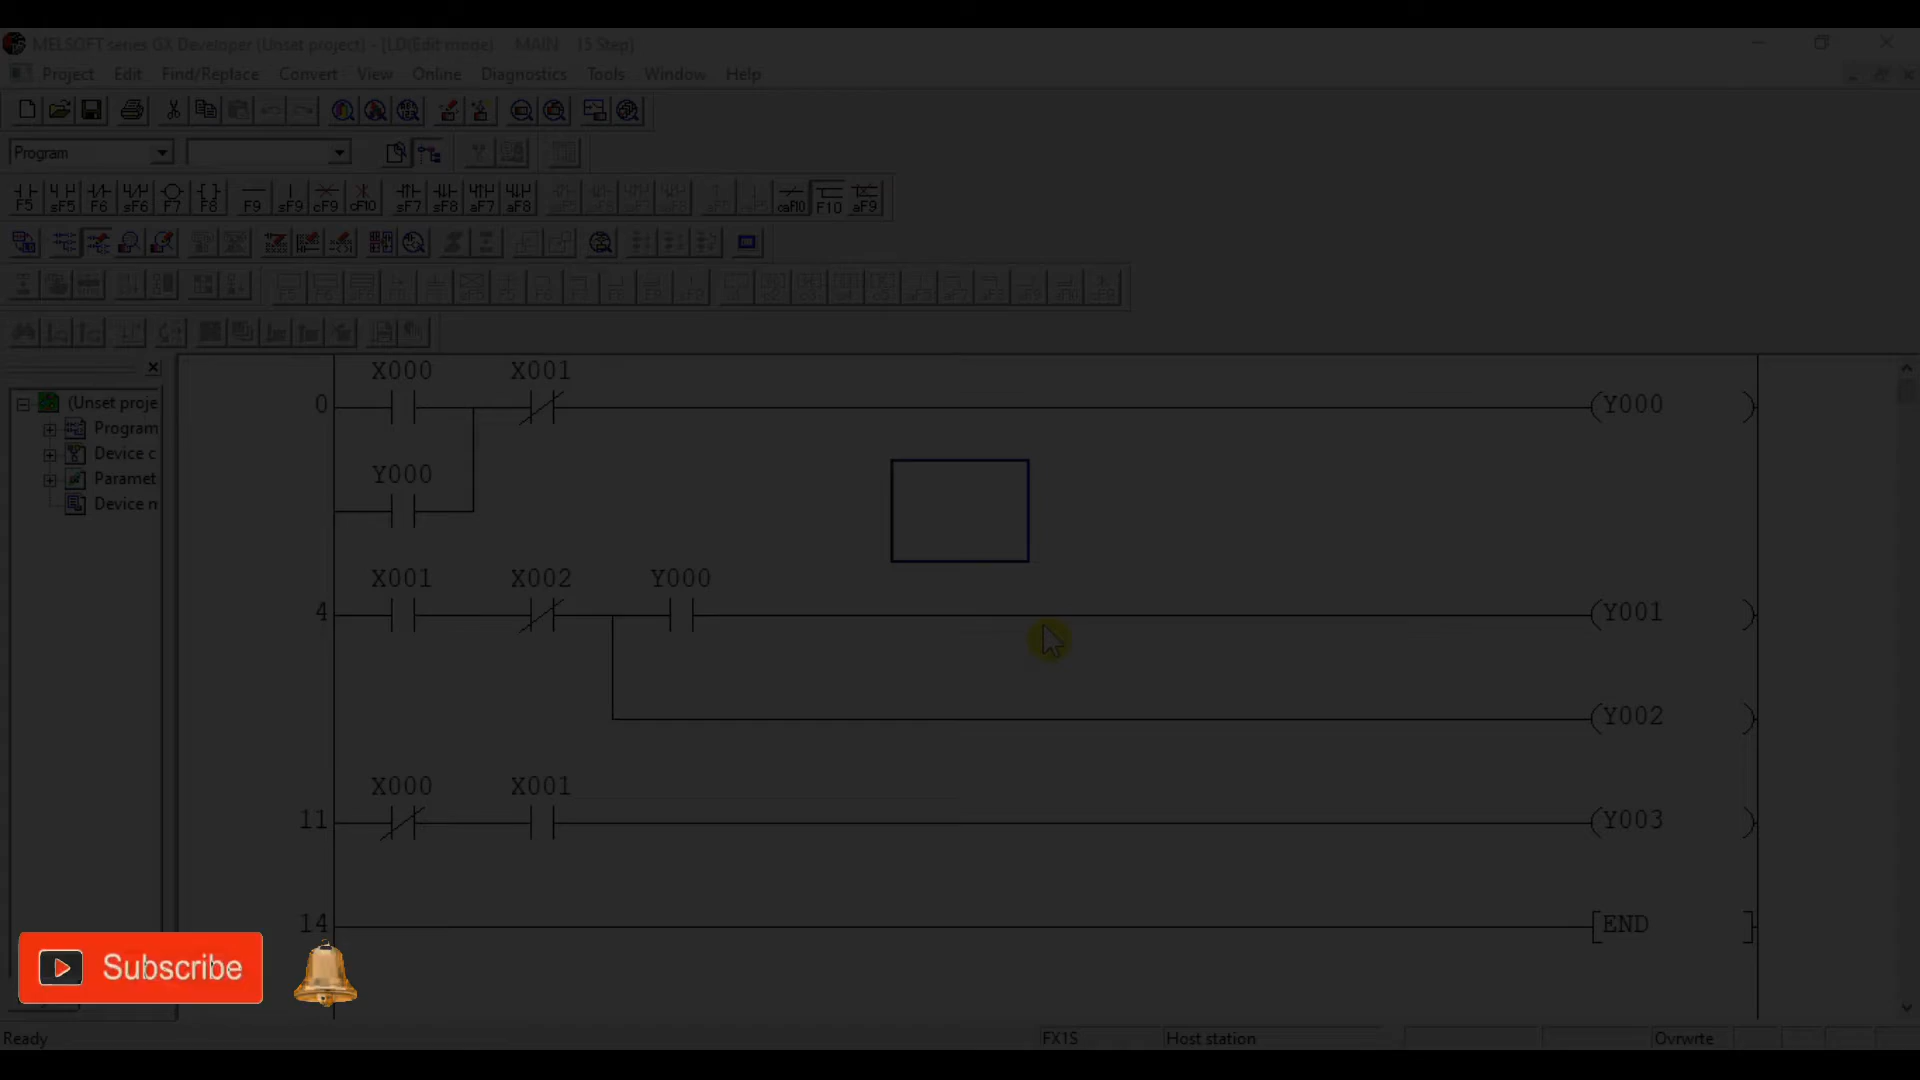 MELSOFT series GX Developer (Unset project) - [LD(Edit mode)    MAIN    15 Step]
Project Edit Find/Replace Convert View Online Diagnostics Tools Window Help
Program
F5 sF5 F6 sF6 F7 F8 F9 sF9 cF9 cF10 sF7 sF8 aF7 aF8 caF10 F10 aF9
X000 X001
0 Y000
(Unset proje
Program
Device c
Y000
Paramet
Device m
X001 X002 Y000
4 Y001
Y002
X000 X001
11 Y003
14 END
Subscribe
Ready FX1S Host station Ovrwrte